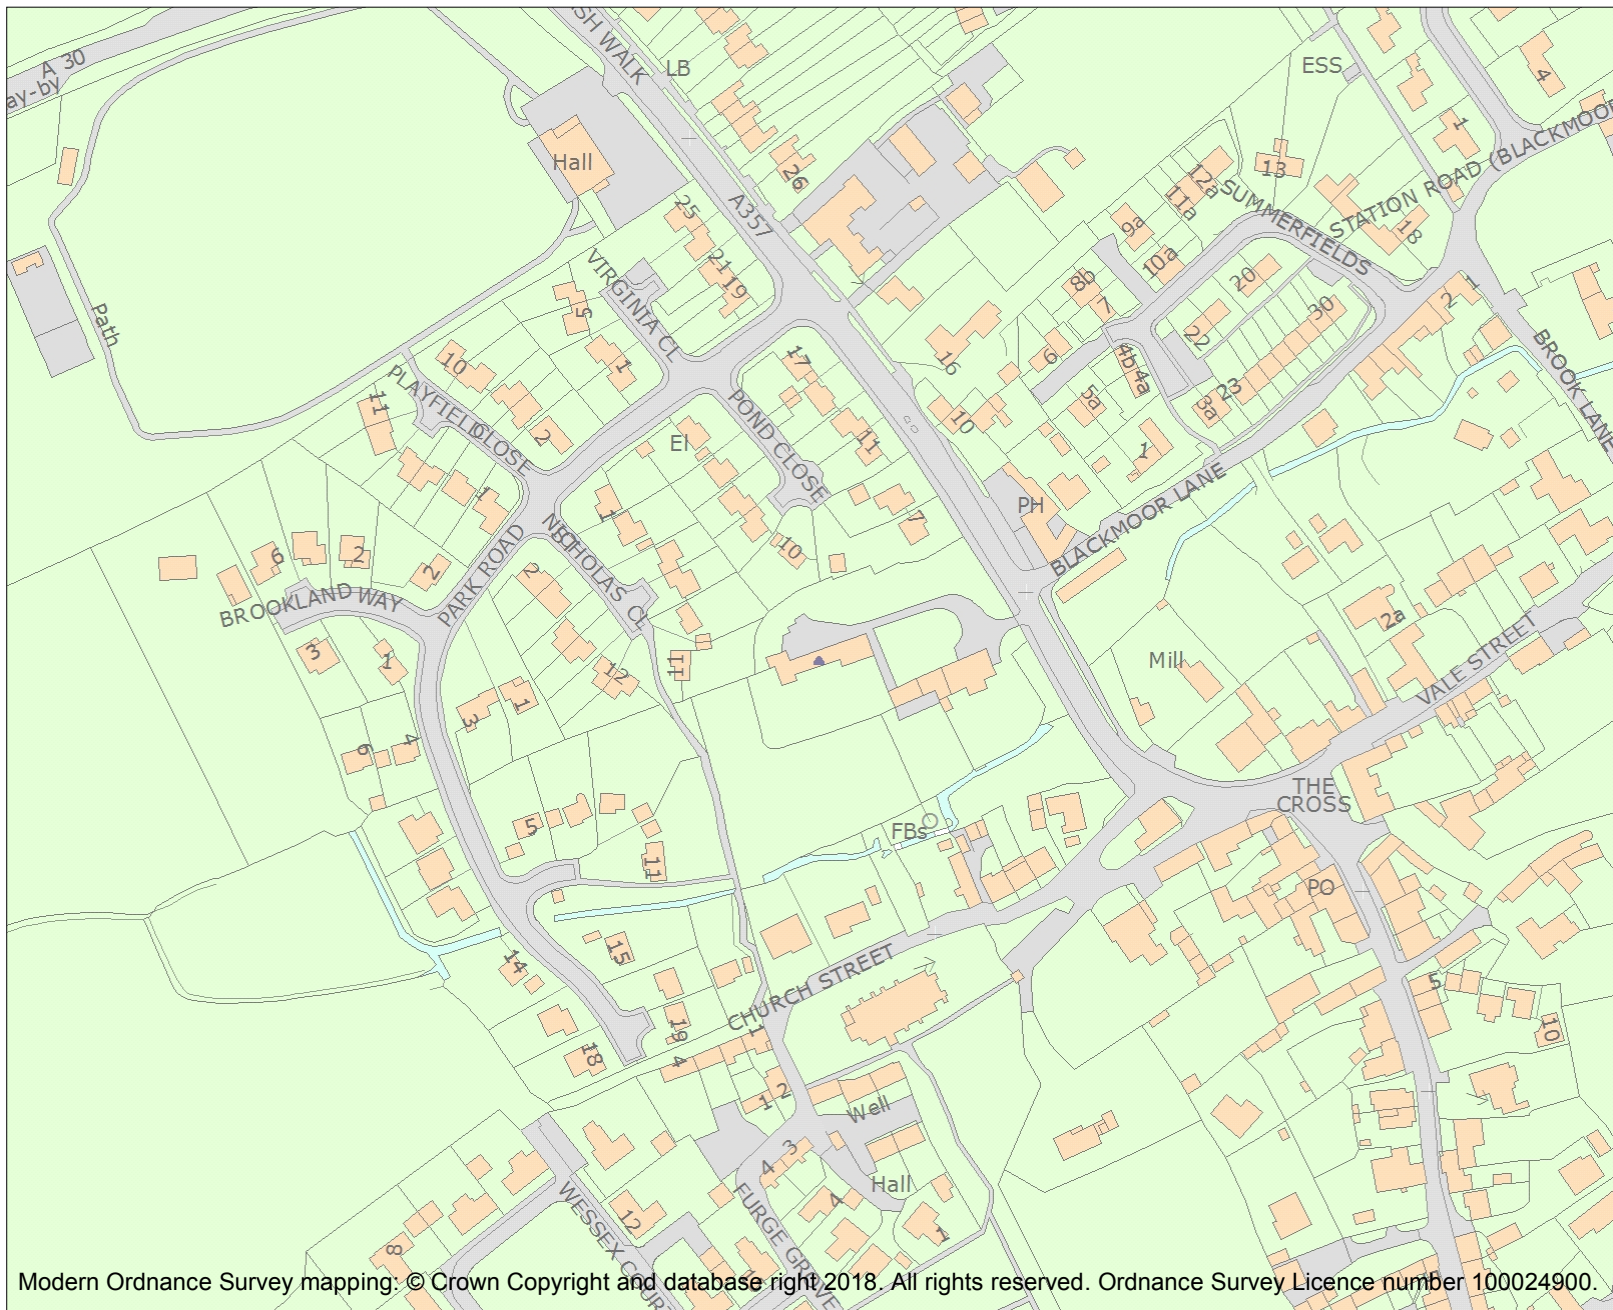 SH WALK
LB
A 30
ay-by
ESS
4
1
STATION ROAD (BLACKMOOR
Hall
26
25
A357
12a
11a
13
SUMMERFIELDS
18
9a
10a
21
19
VIRGINIA CL
8b
7
20
30
2
1
Path
5
1
22
BROOK LANE
10
PLAYFIELD CLOSE
11
2
17
POND CLOSE
16
6
4b
4a
5a
3a
23
10
1
El
11
1
1
NICHOLAS CL
7
10
PH
BLACKMOOR LANE
PARK ROAD
6
2
2
2
BROOKLAND WAY
3
1
12
11
Mill
2a
VALE STREET
3
1
6
4
THE
CROSS
5
11
FBs
PO
15
14
CHURCH STREET
5
10
19
18
4
1
1
2
Well
3
4
4
Hall
1
FURGE GROVE
WESSEX COUR
12
8
Modern Ordnance Survey mapping: © Crown Copyright and database right 2018. All rights reserved. Ordnance Survey Licence number 100024900.